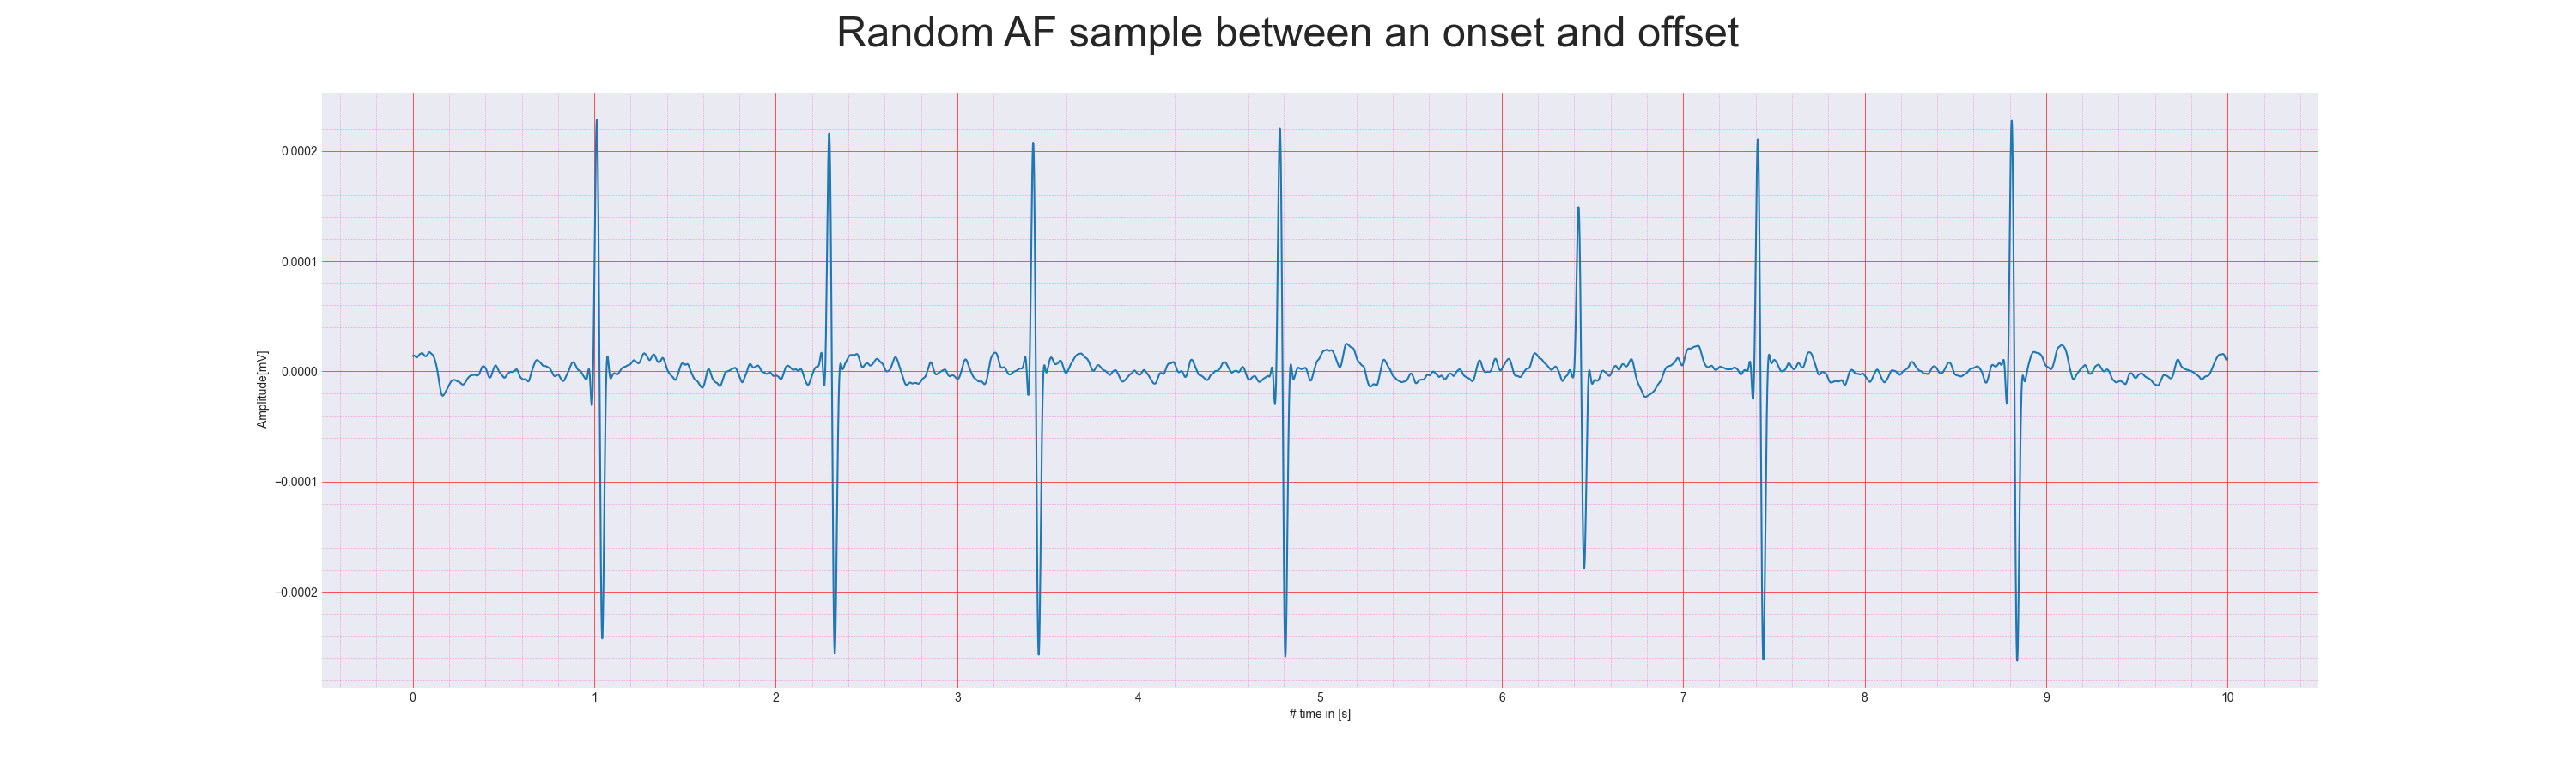 Random AF sample between an onset and offset
0.0002
0.0001
0.0000
−0.0001
−0.0002
Amplitude[mV]
0 1 2 3 4 5 6 7 8 9 10
# time in [s]